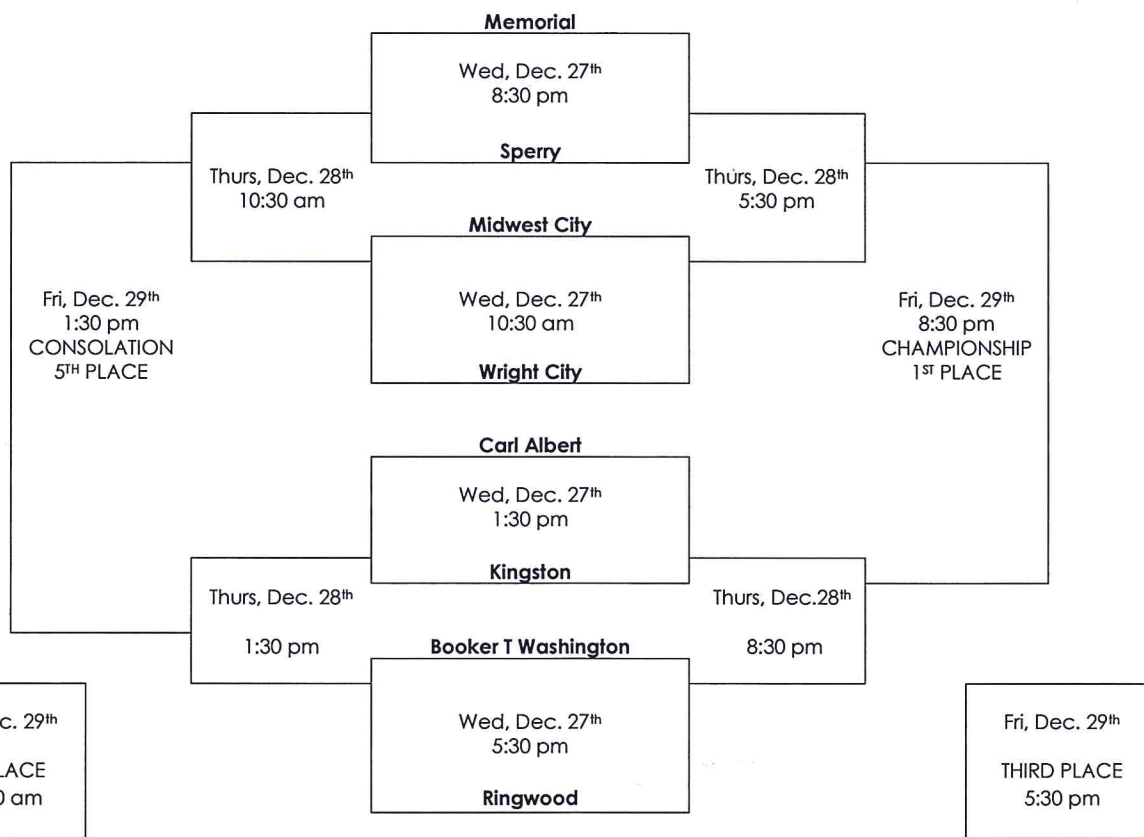 Memorial
Wed, Dec. 27th
8:30 pm
Sperry
Thurs, Dec. 28th
10:30 am
Thurs, Dec. 28th
5:30 pm
Midwest City
Wed, Dec. 27th
10:30 am
Wright City
Fri, Dec. 29th
1:30 pm
CONSOLATION
5TH PLACE
Fri, Dec. 29th
8:30 pm
CHAMPIONSHIP
1ST PLACE
Carl Albert
Wed, Dec. 27th
1:30 pm
Kingston
Thurs, Dec. 28th
1:30 pm
Thurs, Dec.28th
8:30 pm
Booker T Washington
Wed, Dec. 27th
5:30 pm
Ringwood
29th
am
Fri, Dec. 29th
THIRD PLACE
5:30 pm